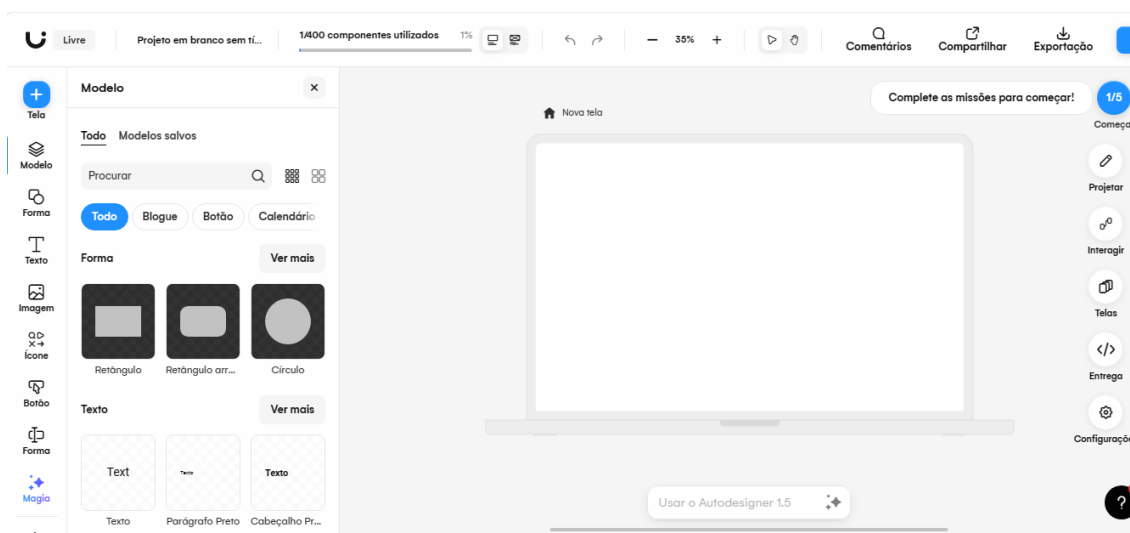 Livre
Projeto em branco sem tí...
1/400 componentes utilizados
1%
35%
Comentários
Compartilhar
Exportação
Tela
Modelo
Forma
Texto
Imagem
Ícone
Botão
Forma
Magia
Modelo
Todo
Modelos salvos
Procurar
Todo
Blogue
Botão
Calendário
Forma
Ver mais
Retângulo
Retângulo arr...
Círculo
Texto
Ver mais
Text
Texto
Texto
Texto
Parágrafo Preto
Cabeçalho Pr...
Nova tela
Usar o Autodesigner 1.5
Complete as missões para começar!
1/5
Começa
Projetar
Interagir
Telas
Entrega
Configuraçõe
?